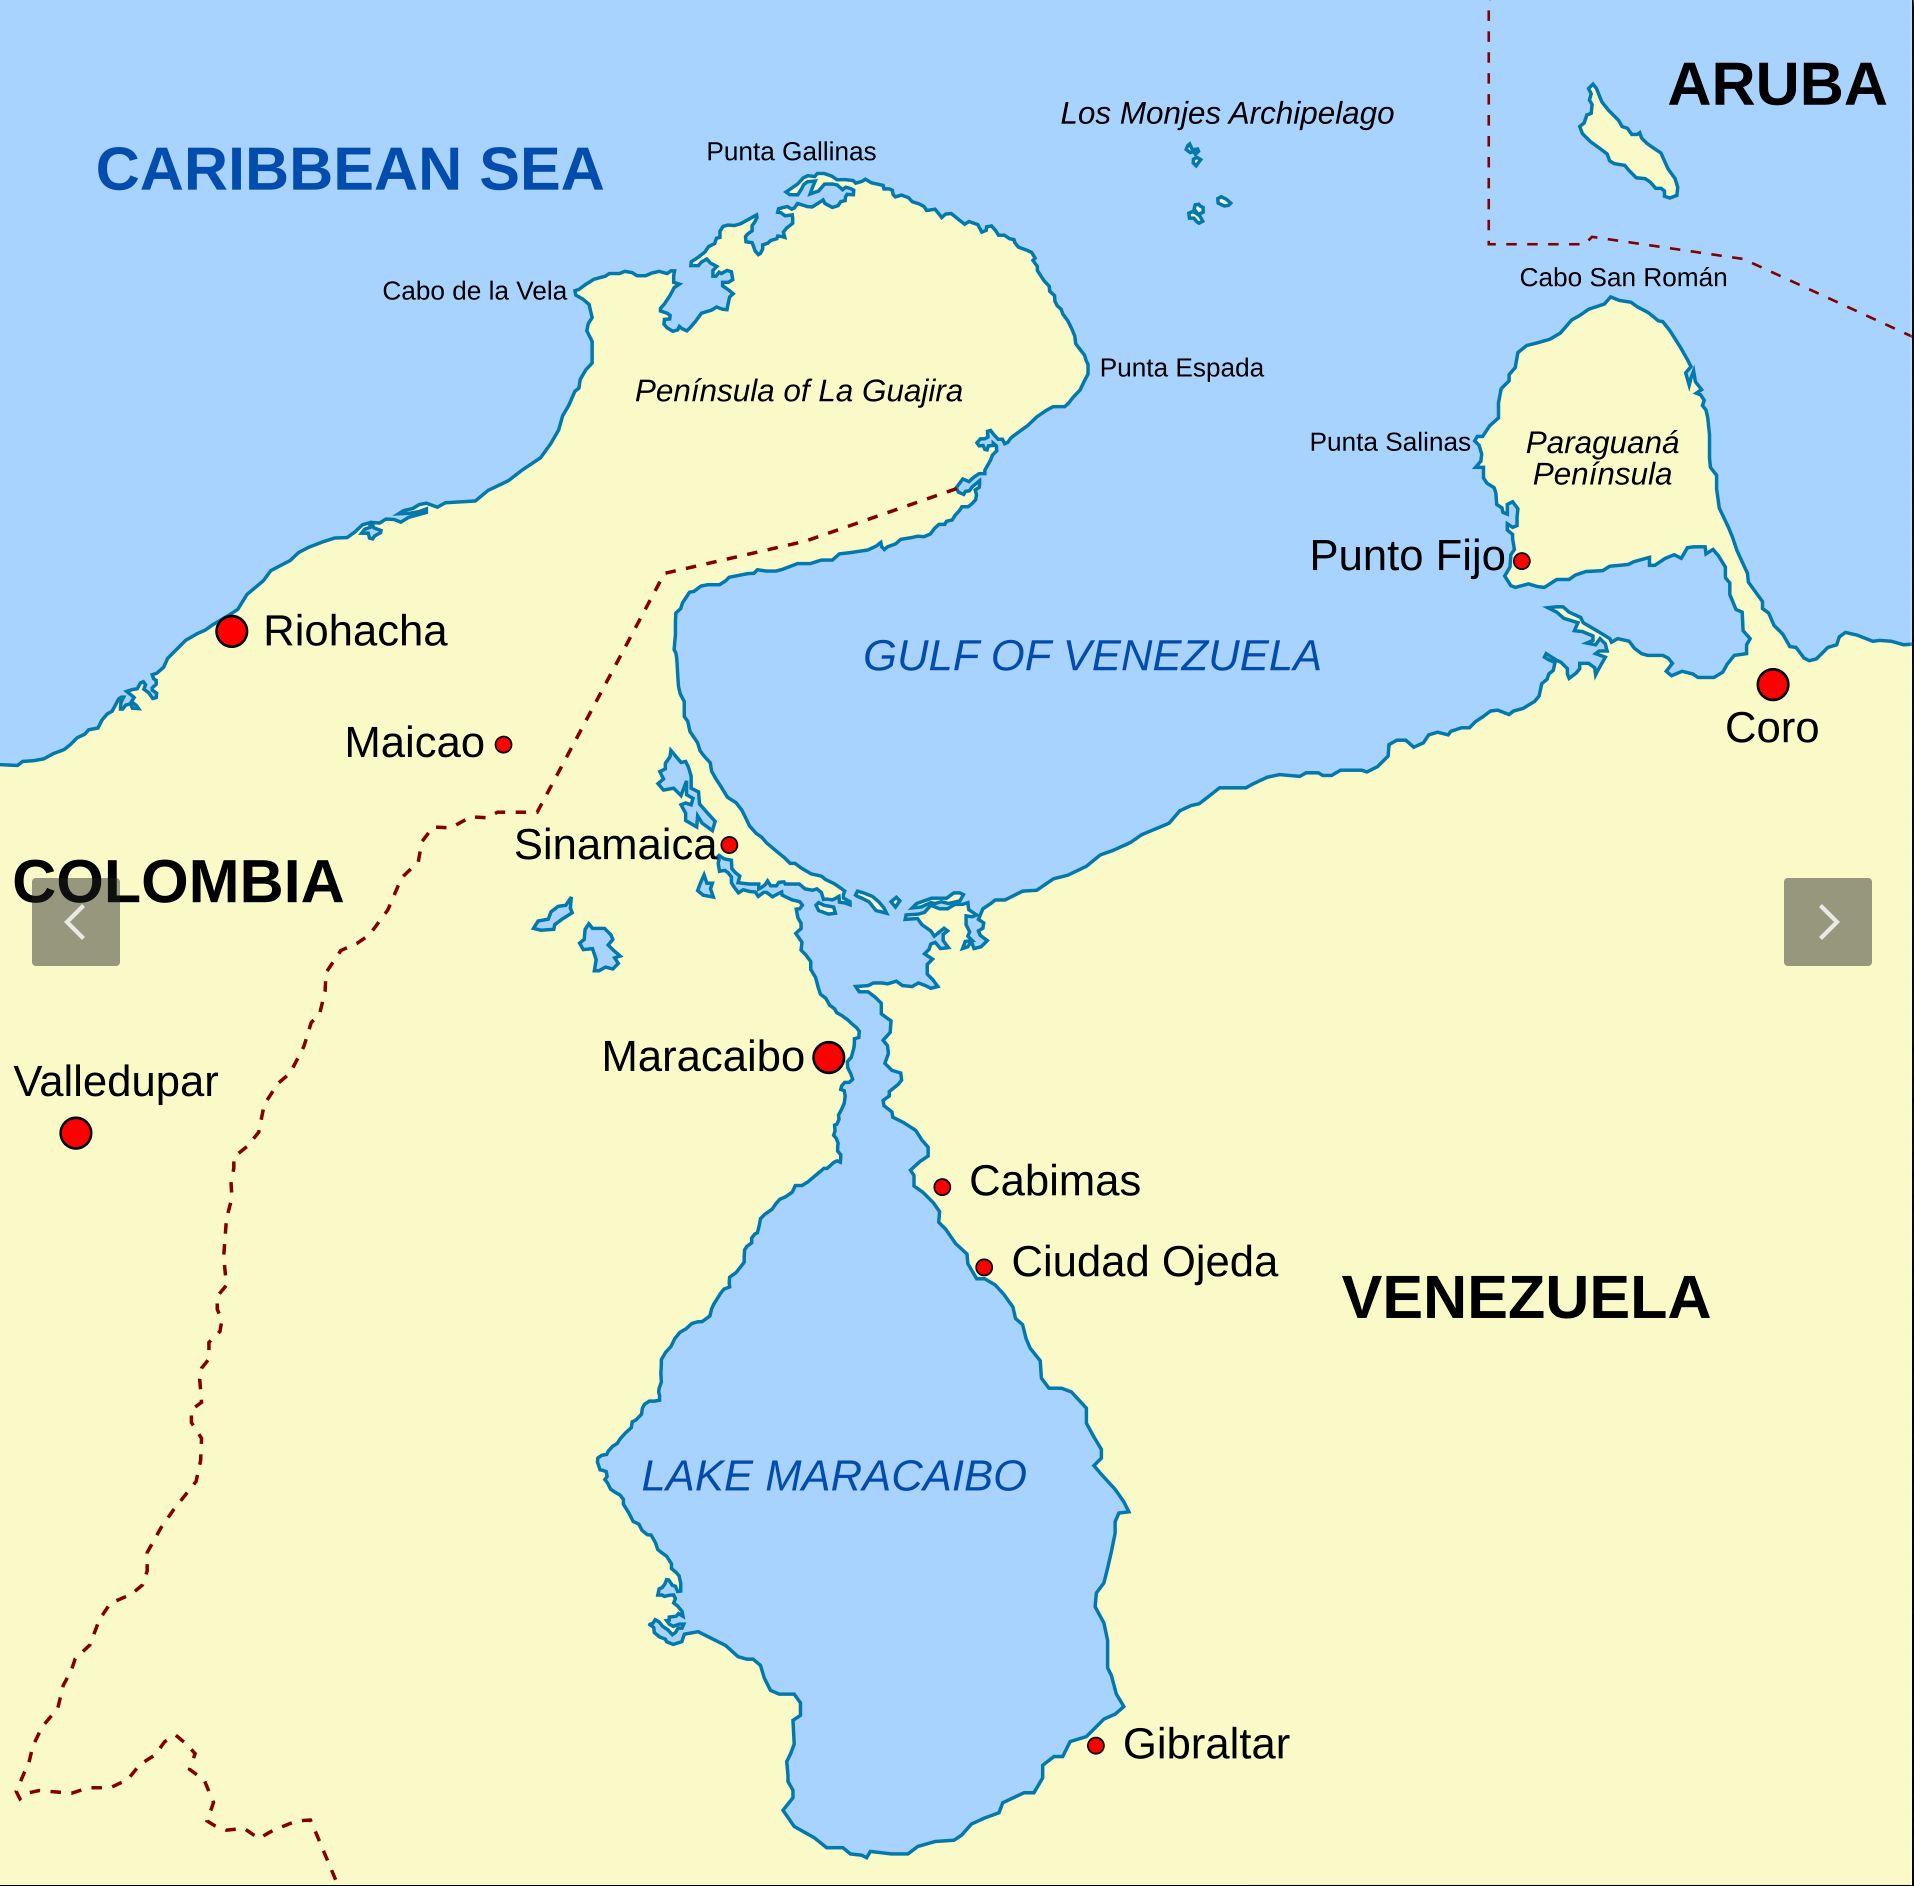 ARUBA
Los Monjes Archipelago
CARIBBEAN SEA
Punta Gallinas
Cabo San Román
Cabo de la Vela
Punta Espada
Península of La Guajira
Punta Salinas
Paraguaná
Península
Punto Fijo
Riohacha
GULF OF VENEZUELA
Coro
Maicao
Sinamaica
COLOMBIA
Maracaibo
Valledupar
Cabimas
Ciudad Ojeda
VENEZUELA
LAKE MARACAIBO
Gibraltar